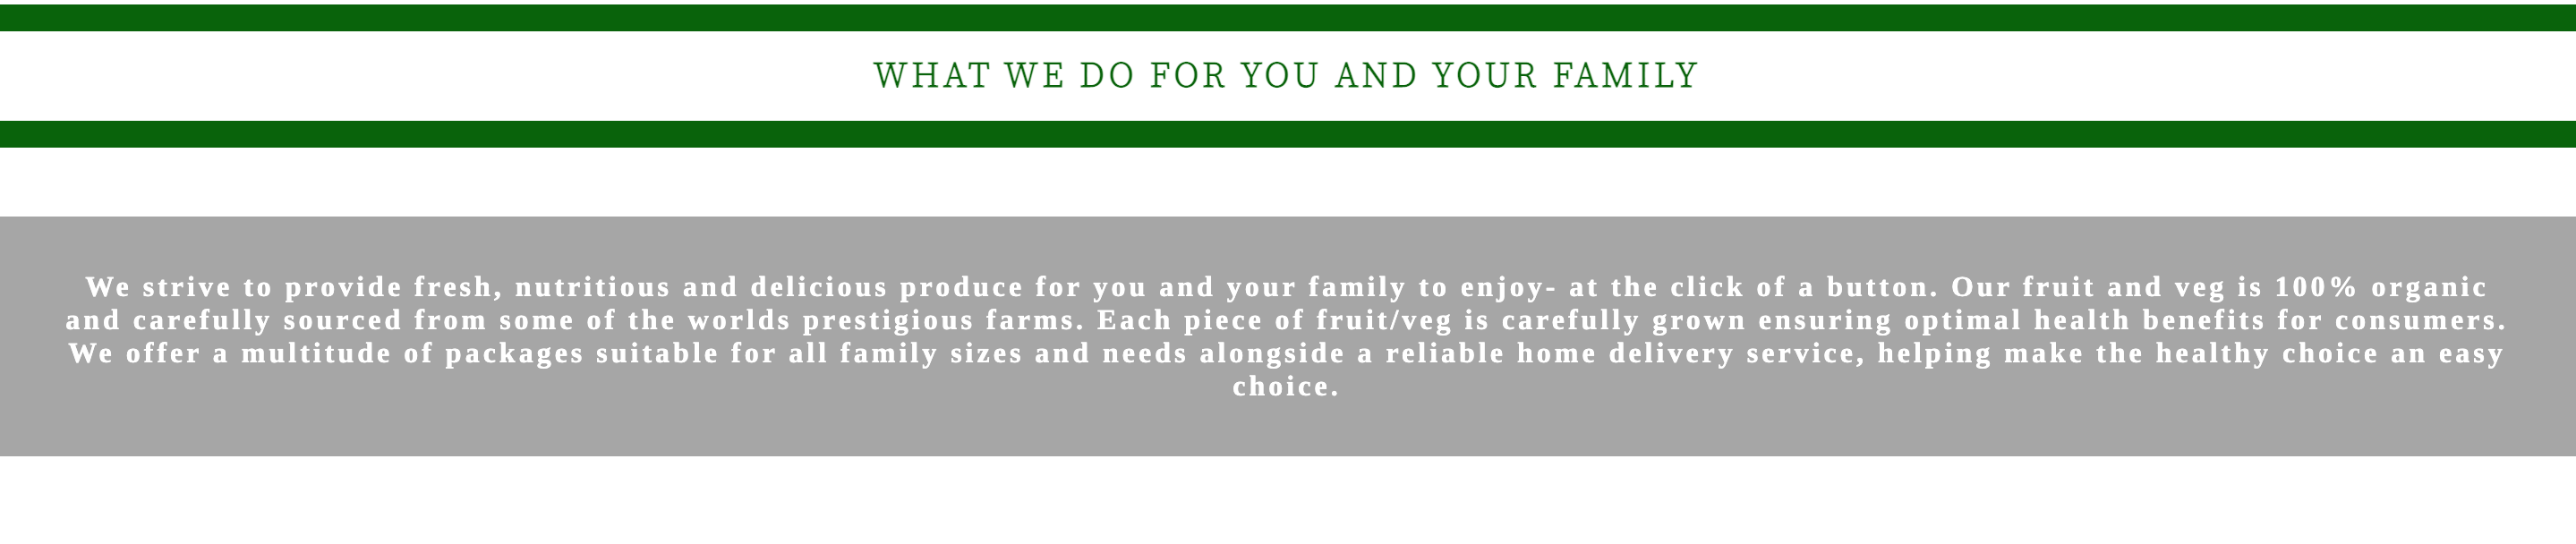 WHAT WE DO FOR YOU AND YOUR FAMILY
We strive to provide fresh, nutritious and delicious produce for you and your family to enjoy- at the click of a button. Our fruit and veg is 100% organic
and carefully sourced from some of the worlds prestigious farms. Each piece of fruit/veg is carefully grown ensuring optimal health benefits for consumers.
We offer a multitude of packages suitable for all family sizes and needs alongside a reliable home delivery service, helping make the healthy choice an easy
choice.